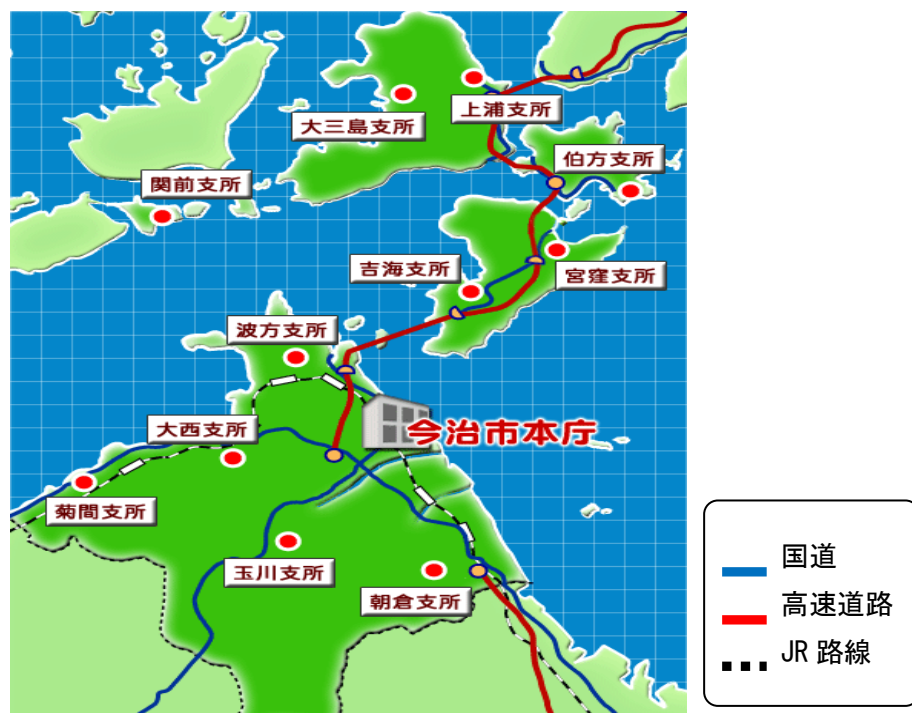 上浦支所
大三島支所
伯方支所
関前支所
吉海支所
宮窪支所
波方支所
大西支所
今治市本庁
菊間支所
玉川支所
朝倉支所
国道
高速道路
JR 路線